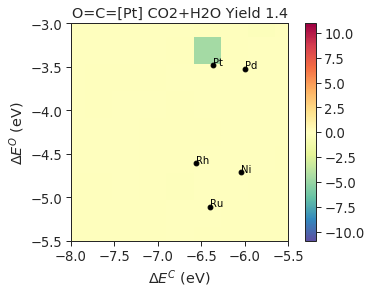 O=C=[Pt] CO2+H2O Yield 1.4
−3.0
−3.5
−4.0
−4.5
−5.0
−5.5
ΔE^O (eV)
Pt
Pd
Rh
Ni
Ru
−8.0 −7.5 −7.0 −6.5 −6.0 −5.5
ΔE^C (eV)
10.0
7.5
5.0
2.5
0.0
−2.5
−5.0
−7.5
−10.0